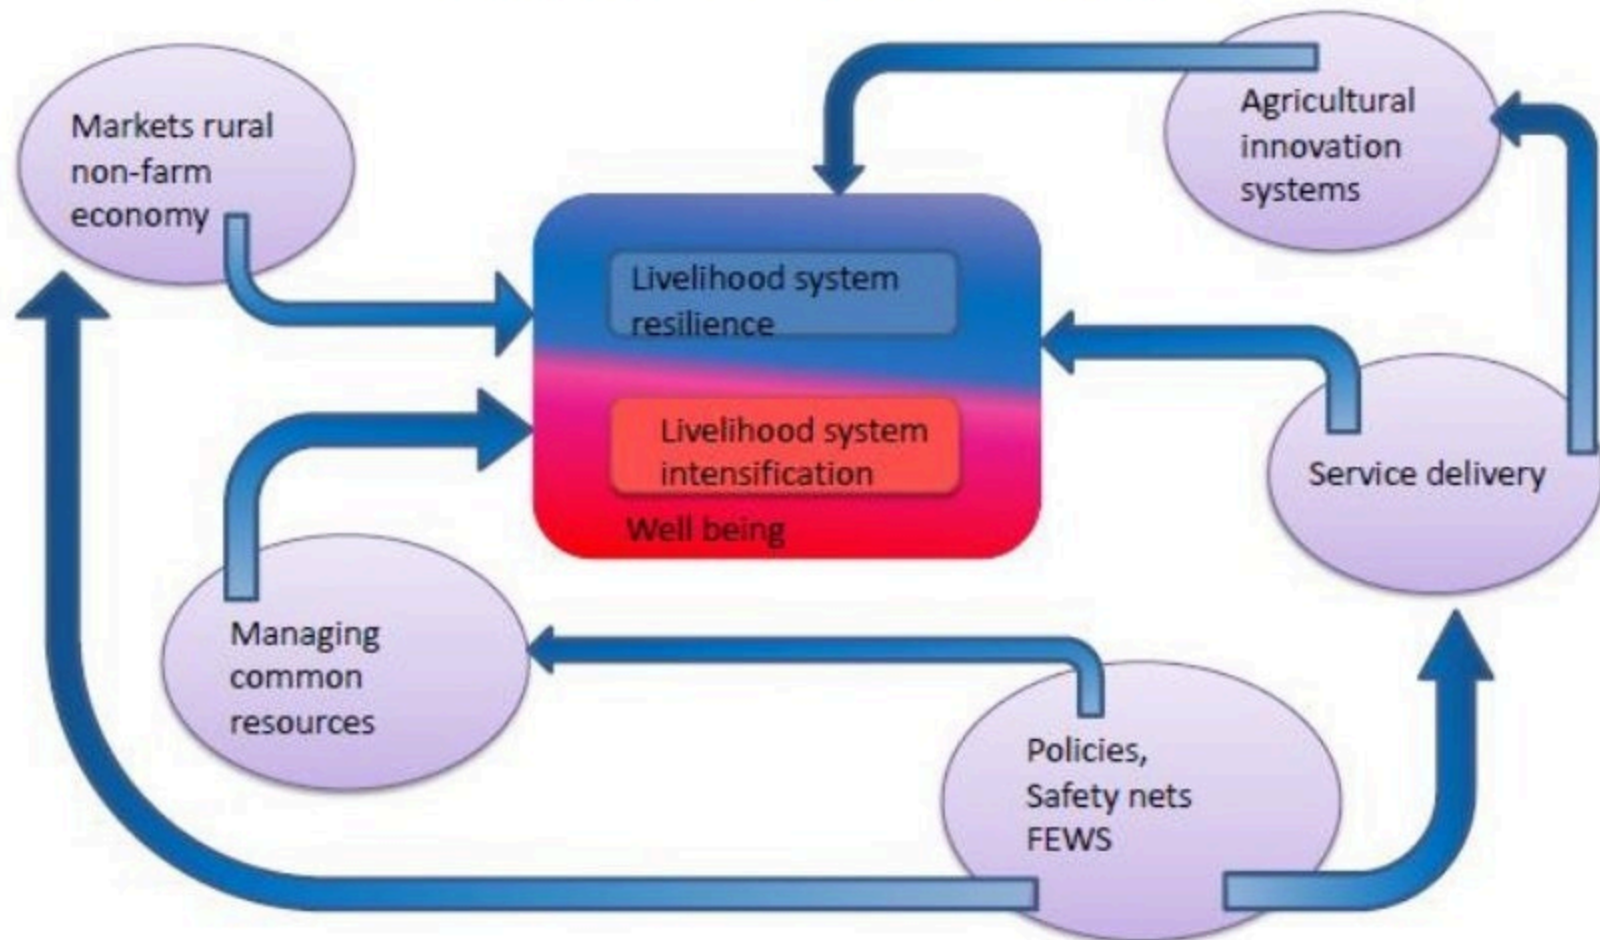 Markets rural
non-farm
economy
Agricultural
innovation
systems
Livelihood system
resilience
Livelihood system
intensification
Well being
Service delivery
Managing
common
resources
Policies,
Safety nets
FEWS